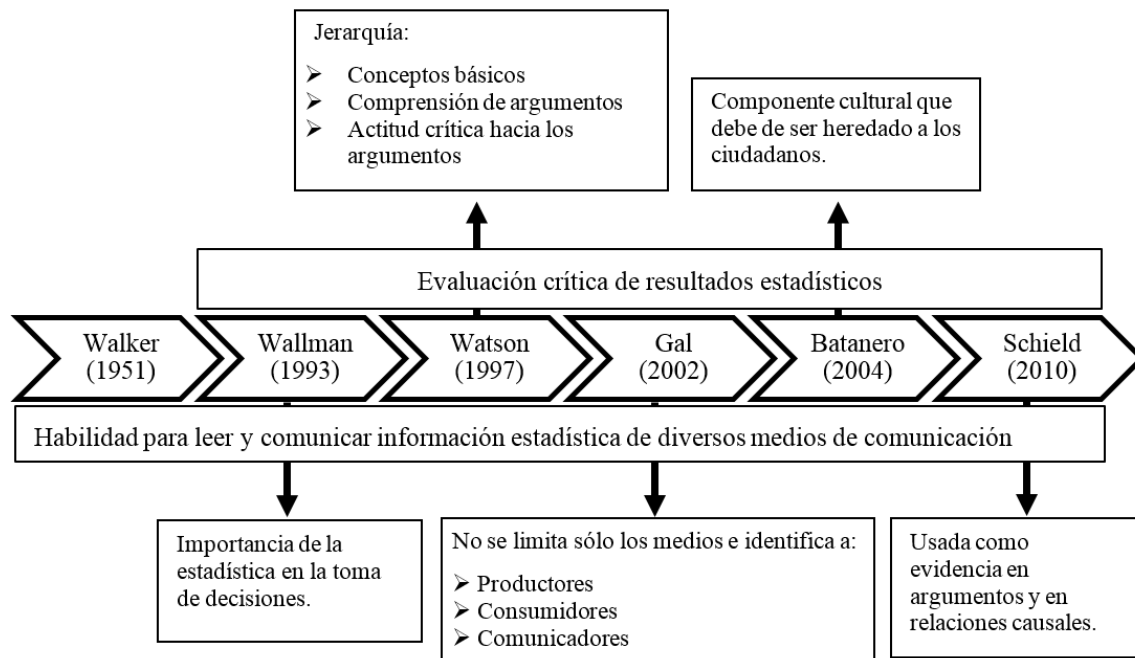 Jerarquía:
➤ Conceptos básicos
➤ Comprensión de argumentos
➤ Actitud crítica hacia los
argumentos
Componente cultural que
debe de ser heredado a los
ciudadanos.
Evaluación crítica de resultados estadísticos
Walker
(1951)
Wallman
(1993)
Watson
(1997)
Gal
(2002)
Batanero
(2004)
Schield
(2010)
Habilidad para leer y comunicar información estadística de diversos medios de comunicación
Importancia de la
estadística en la toma
de decisiones.
No se limita sólo los medios e identifica a:
➤ Productores
➤ Consumidores
➤ Comunicadores
Usada como
evidencia en
argumentos y en
relaciones causales.